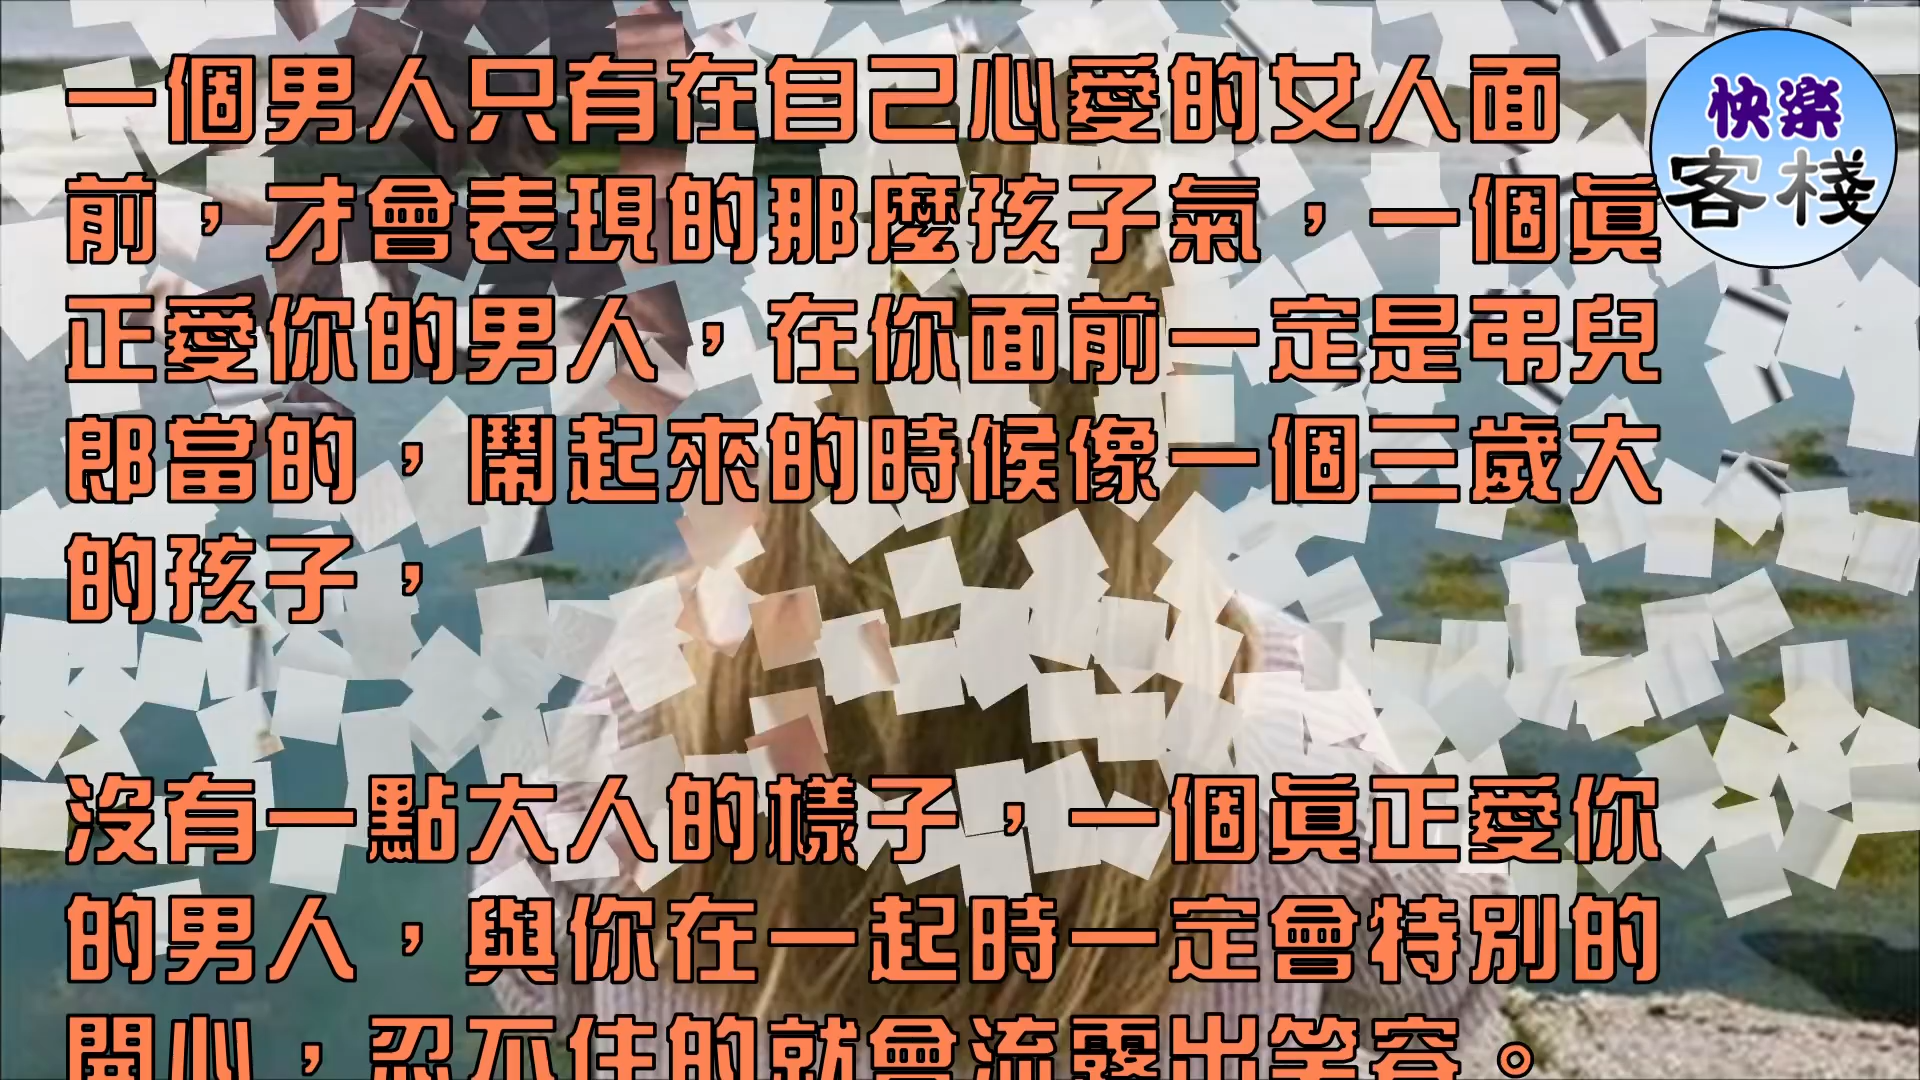 一個男人只有在自己心愛的女人面
前，才會表現的那麼孩子氣，一個真
正愛你的男人，在你面前一定是弔兒
郎當的，鬧起來的時候像一個三歲大
的孩子，
沒有一點大人的樣子，一個真正愛你
的男人，與你在一起時一定會特別的
開心，忍不住的就會流露出笑容。
快楽
客棧